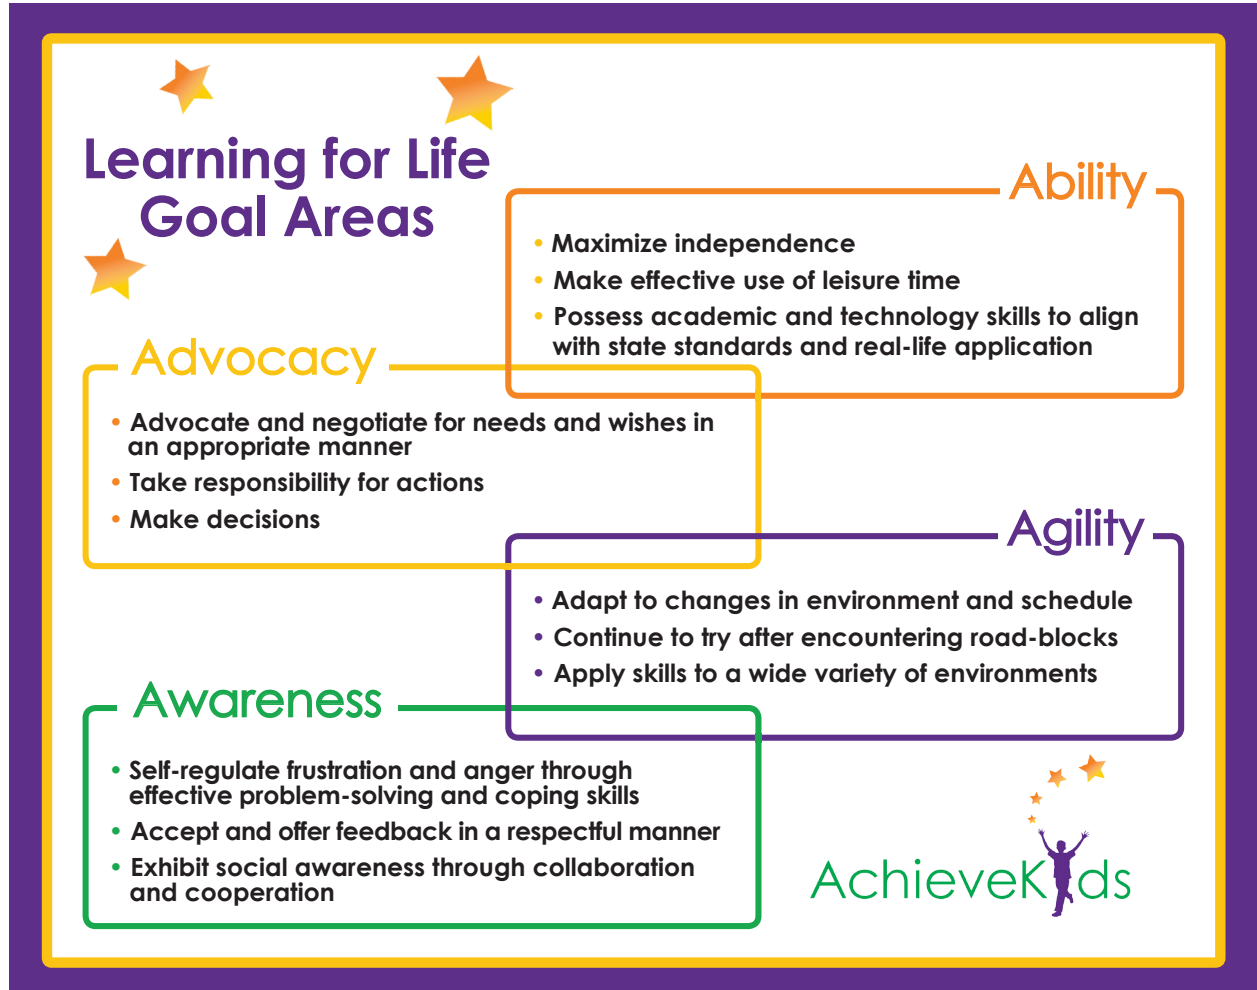 Learning for Life
Goal Areas
Ability
• Maximize independence
• Make effective use of leisure time
• Possess academic and technology skills to align
with state standards and real-life application
Advocacy
• Advocate and negotiate for needs and wishes in
an appropriate manner
• Take responsibility for actions
• Make decisions
Agility
• Adapt to changes in environment and schedule
• Continue to try after encountering road-blocks
• Apply skills to a wide variety of environments
Awareness
• Self-regulate frustration and anger through
effective problem-solving and coping skills
• Accept and offer feedback in a respectful manner
• Exhibit social awareness through collaboration
and cooperation
AchieveKids